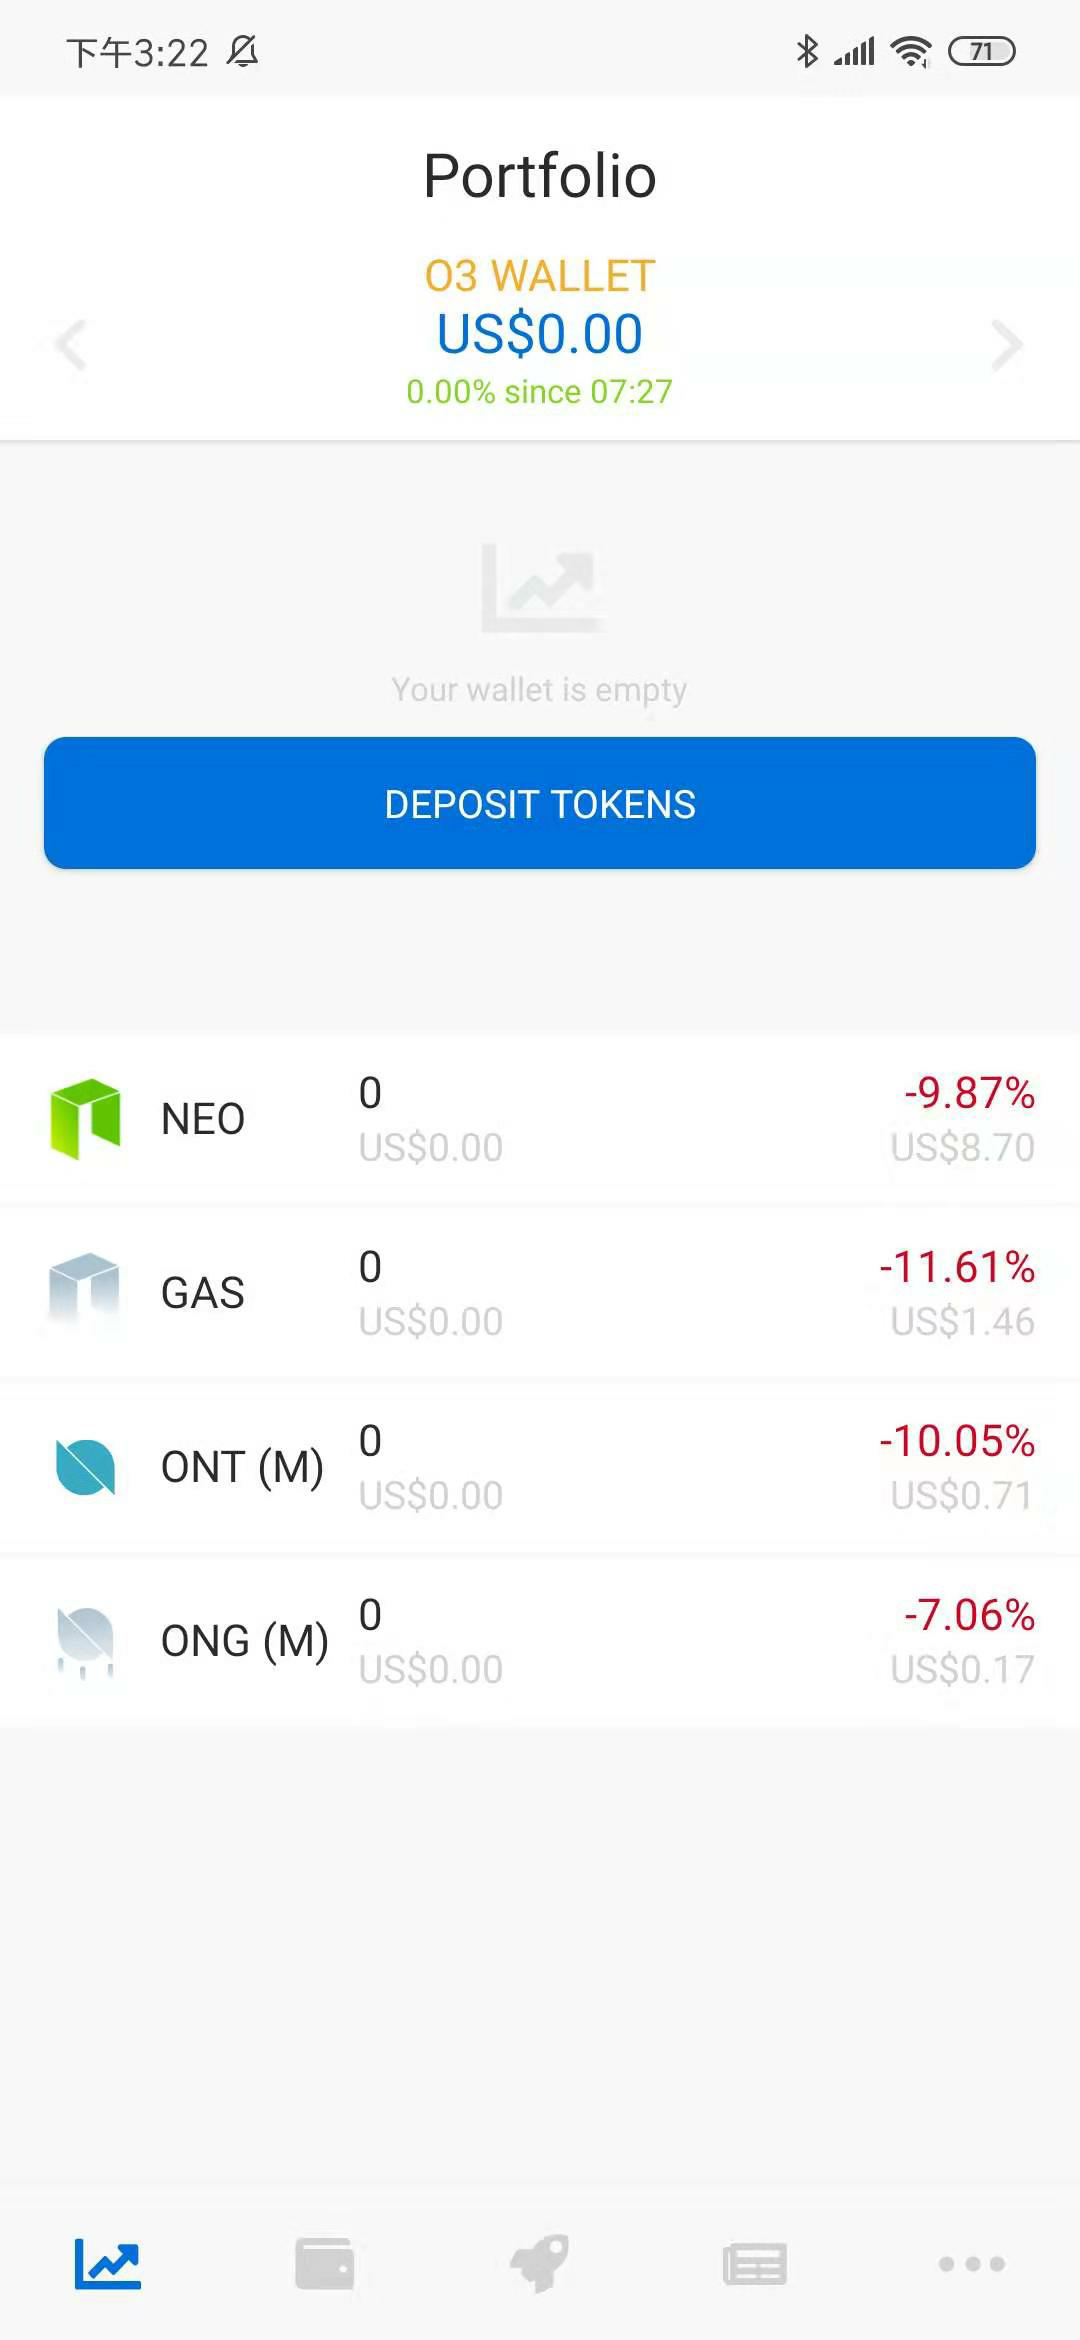 下午3:22
71
Portfolio
O3 WALLET
US$0.00
0.00% since 07:27
Your wallet is empty
DEPOSIT TOKENS
NEO
0
US$0.00
-9.87%
US$8.70
GAS
0
US$0.00
-11.61%
US$1.46
ONT (M)
0
US$0.00
-10.05%
US$0.71
ONG (M)
0
US$0.00
-7.06%
US$0.17